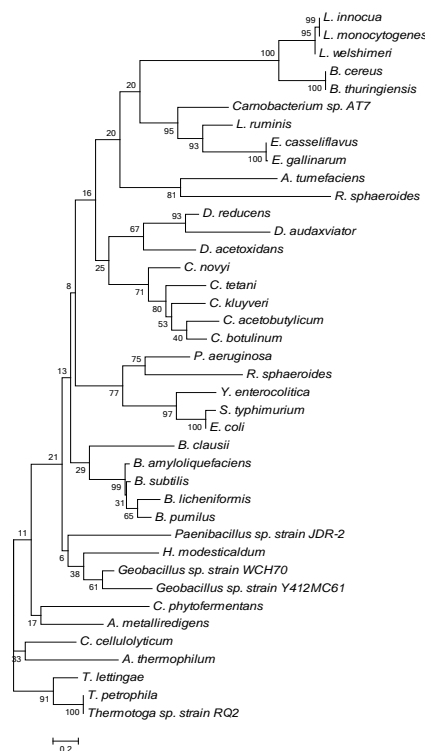 L. innocua
99
L. monocytogenes
95
L. welshimeri
100
B. cereus
100
B. thuringiensis
20
Carnobacterium sp. AT7
95
L. ruminis
93
E. casseliflavus
100
E. gallinarum
20
A. tumefaciens
81
R. sphaeroides
16
D. reducens
93
D. audaxviator
67
D. acetoxidans
25
C. novyi
71
C. tetani
80
C. kluyveri
53
C. acetobutylicum
40
C. botulinum
8
P. aeruginosa
75
R. sphaeroides
77
Y. enterocolitica
97
S. typhimurium
100
E. coli
13
B. clausii
29
B. amyloliquefaciens
99
B. subtilis
31
B. licheniformis
65
B. pumilus
21
Paenibacillus sp. strain JDR-2
6
H. modesticaldum
38
Geobacillus sp. strain WCH70
61
Geobacillus sp. strain Y412MC61
11
C. phytofermentans
17
A. metalliredigens
C. cellulolyticum
33
A. thermophilum
T. lettingae
91
T. petrophila
100
Thermotoga sp. strain RQ2
0.2